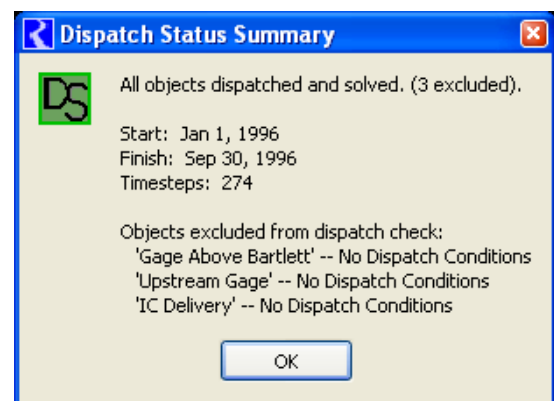 Dispatch Status Summary
DS
All objects dispatched and solved. (3 excluded).
Start: Jan 1, 1996
Finish: Sep 30, 1996
Timesteps: 274
Objects excluded from dispatch check:
'Gage Above Bartlett' -- No Dispatch Conditions
'Upstream Gage' -- No Dispatch Conditions
'IC Delivery' -- No Dispatch Conditions
OK